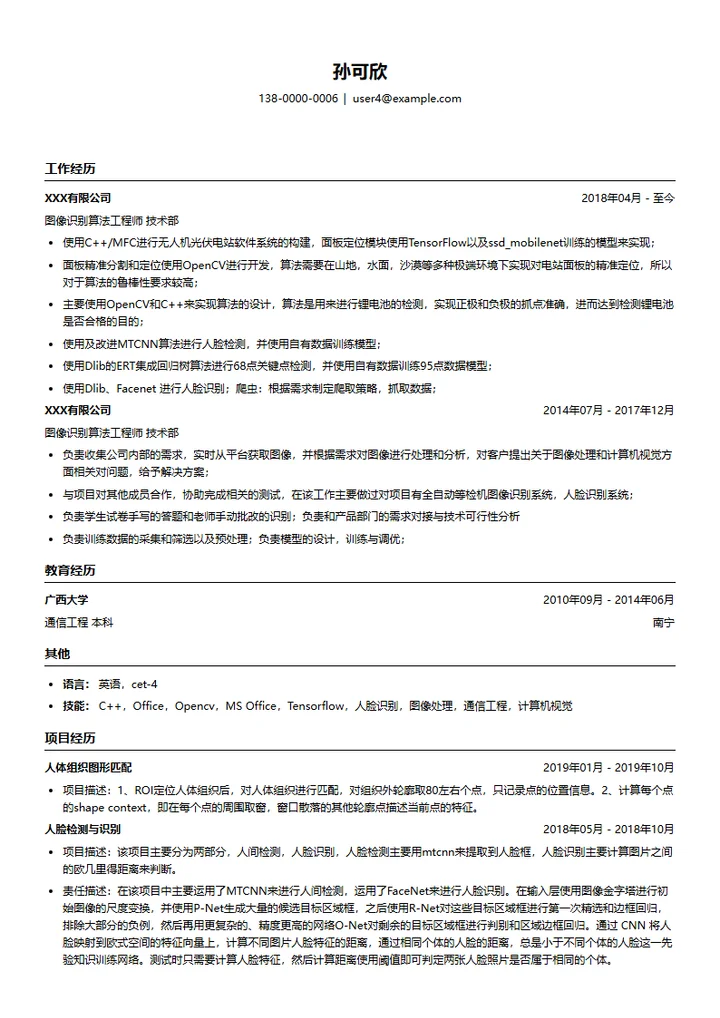 孙可欣
138-0000-0006 | user4@example.com
工作经历
XXX有限公司 2018年04月 - 至今
图像识别算法工程师 技术部
• 使用C++/MFC进行无人机光伏电站软件系统的构建，面板定位模块使用TensorFlow以及ssd_mobilenet训练的模型来实现；
• 面板精准分割和定位使用OpenCV进行开发，算法需要在山地，水面，沙漠等多种极端环境下实现对电站面板的精准定位，所以
对于算法的鲁棒性要求较高；
• 主要使用OpenCV和C++来实现算法的设计，算法是用来进行锂电池的检测，实现正极和负极的抓点准确，进而达到检测锂电池
是否合格的目的；
• 使用及改进MTCNN算法进行人脸检测，并使用自有数据训练模型；
• 使用Dlib的ERT集成回归树算法进行68点关键点检测，并使用自有数据训练95点数据模型；
• 使用Dlib、Facenet 进行人脸识别；爬虫：根据需求制定爬取策略，抓取数据；
XXX有限公司 2014年07月 - 2017年12月
图像识别算法工程师 技术部
• 负责收集公司内部的需求，实时从平台获取图像，并根据需求对图像进行处理和分析，对客户提出关于图像处理和计算机视觉方
面相关对问题，给予解决方案；
• 与项目对其他成员合作，协助完成相关的测试，在该工作主要做过对项目有全自动等检机图像识别系统，人脸识别系统；
• 负责学生试卷手写的答题和老师手动批改的识别；负责和产品部门的需求对接与技术可行性分析
• 负责训练数据的采集和筛选以及预处理；负责模型的设计，训练与调优；
教育经历
广西大学 2010年09月 - 2014年06月
通信工程 本科 南宁
其他
• 语言： 英语，cet-4
• 技能： C++，Office，Opencv，MS Office，Tensorflow，人脸识别，图像处理，通信工程，计算机视觉
项目经历
人体组织图形匹配 2019年01月 - 2019年10月
• 项目描述：1、ROI定位人体组织后，对人体组织进行匹配，对组织外轮廓取80左右个点，只记录点的位置信息。2、计算每个点
的shape context，即在每个点的周围取窗，窗口散落的其他轮廓点描述当前点的特征。
人脸检测与识别 2018年05月 - 2018年10月
• 项目描述：该项目主要分为两部分，人间检测，人脸识别，人脸检测主要用mtcnn来提取到人脸框，人脸识别主要计算图片之间
的欧几里得距离来判断。
• 责任描述：在该项目中主要运用了MTCNN来进行人间检测，运用了FaceNet来进行人脸识别。在输入层使用图像金字塔进行初
始图像的尺度变换，并使用P-Net生成大量的候选目标区域框，之后使用R-Net对这些目标区域框进行第一次精选和边框回归，
排除大部分的负例，然后再用更复杂的、精度更高的网络O-Net对剩余的目标区域框进行判别和区域边框回归。通过 CNN 将人
脸映射到欧式空间的特征向量上，计算不同图片人脸特征的距离，通过相同个体的人脸的距离，总是小于不同个体的人脸这一先
验知识训练网络。测试时只需要计算人脸特征，然后计算距离使用阈值即可判定两张人脸照片是否属于相同的个体。